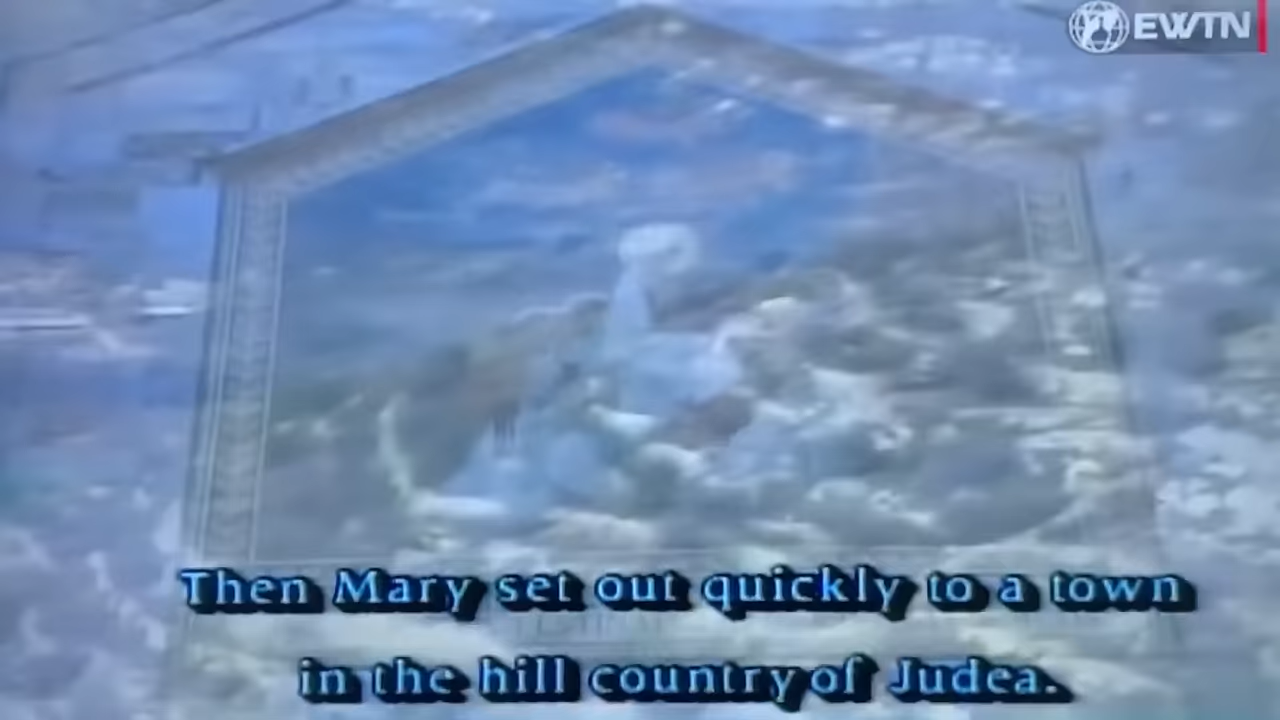 EWTN
Then Mary set out quickly to a town
in the hill country of Judea.